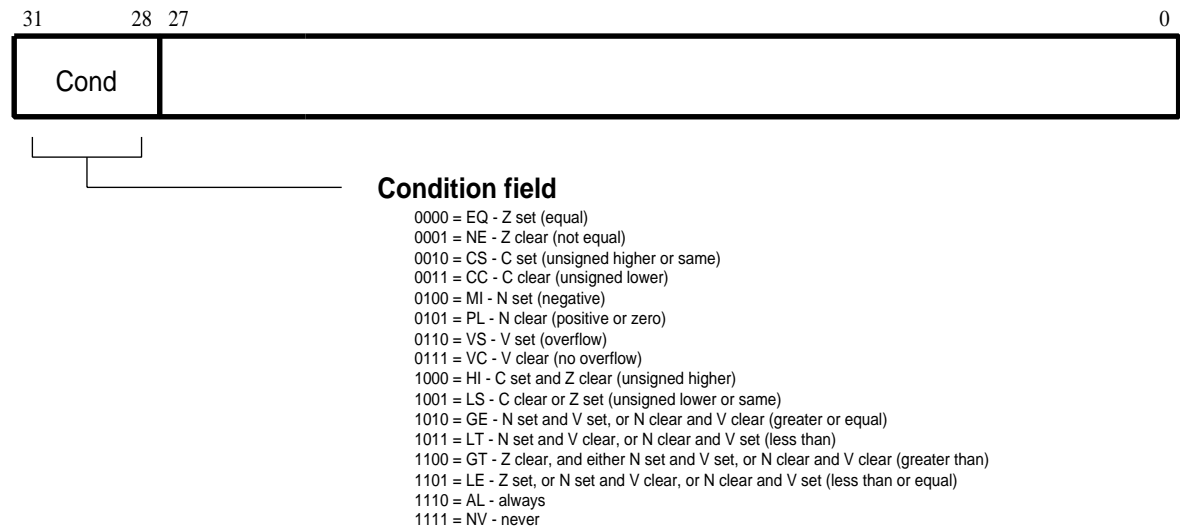 31 28 27 0
Cond
Condition field
0000 = EQ - Z set (equal)
0001 = NE - Z clear (not equal)
0010 = CS - C set (unsigned higher or same)
0011 = CC - C clear (unsigned lower)
0100 = MI - N set (negative)
0101 = PL - N clear (positive or zero)
0110 = VS - V set (overflow)
0111 = VC - V clear (no overflow)
1000 = HI - C set and Z clear (unsigned higher)
1001 = LS - C clear or Z set (unsigned lower or same)
1010 = GE - N set and V set, or N clear and V clear (greater or equal)
1011 = LT - N set and V clear, or N clear and V set (less than)
1100 = GT - Z clear, and either N set and V set, or N clear and V clear (greater than)
1101 = LE - Z set, or N set and V clear, or N clear and V set (less than or equal)
1110 = AL - always
1111 = NV - never